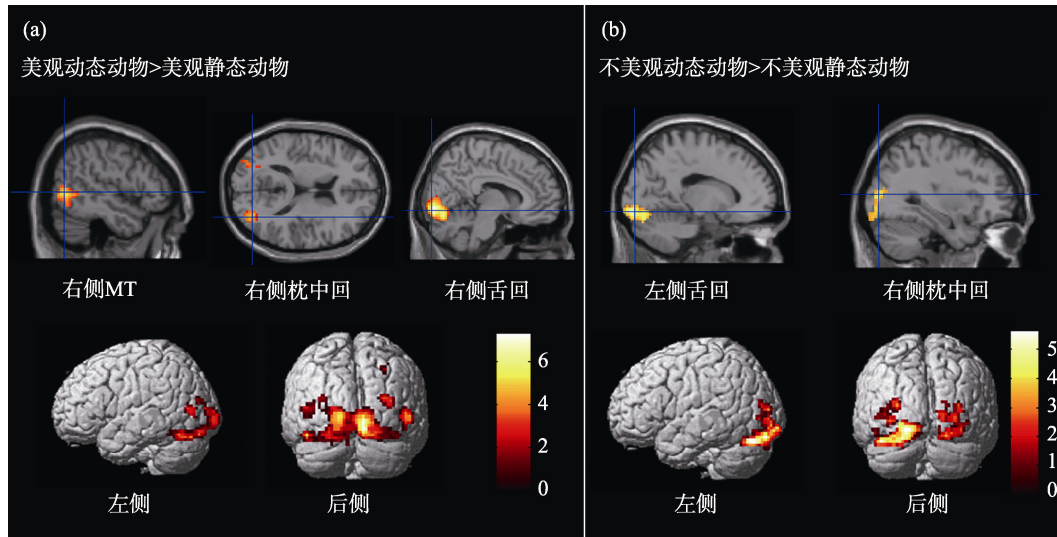 (a)
美观动态动物>美观静态动物
右侧MT
右侧枕中回
右侧舌回
6
4
2
0
左侧
后侧
(b)
不美观动态动物>不美观静态动物
左侧舌回
右侧枕中回
5
4
3
2
1
0
左侧
后侧